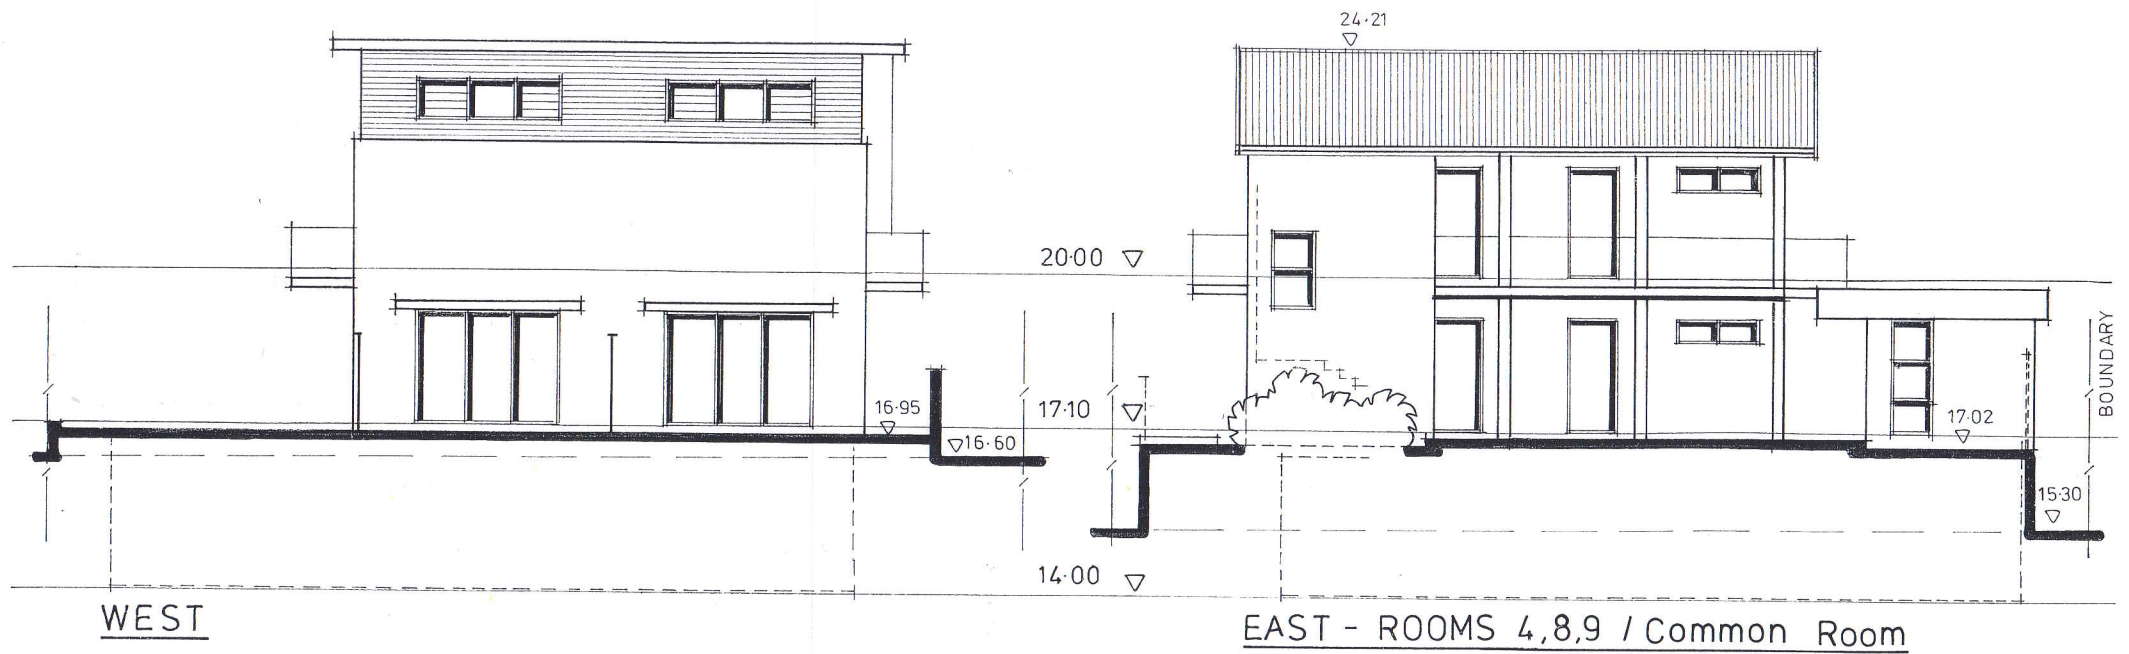 24·21
20·00
16·95
17·10
17·02
16·60
15·30
14·00
BOUNDARY
WEST
EAST - ROOMS 4,8,9 / Common Room